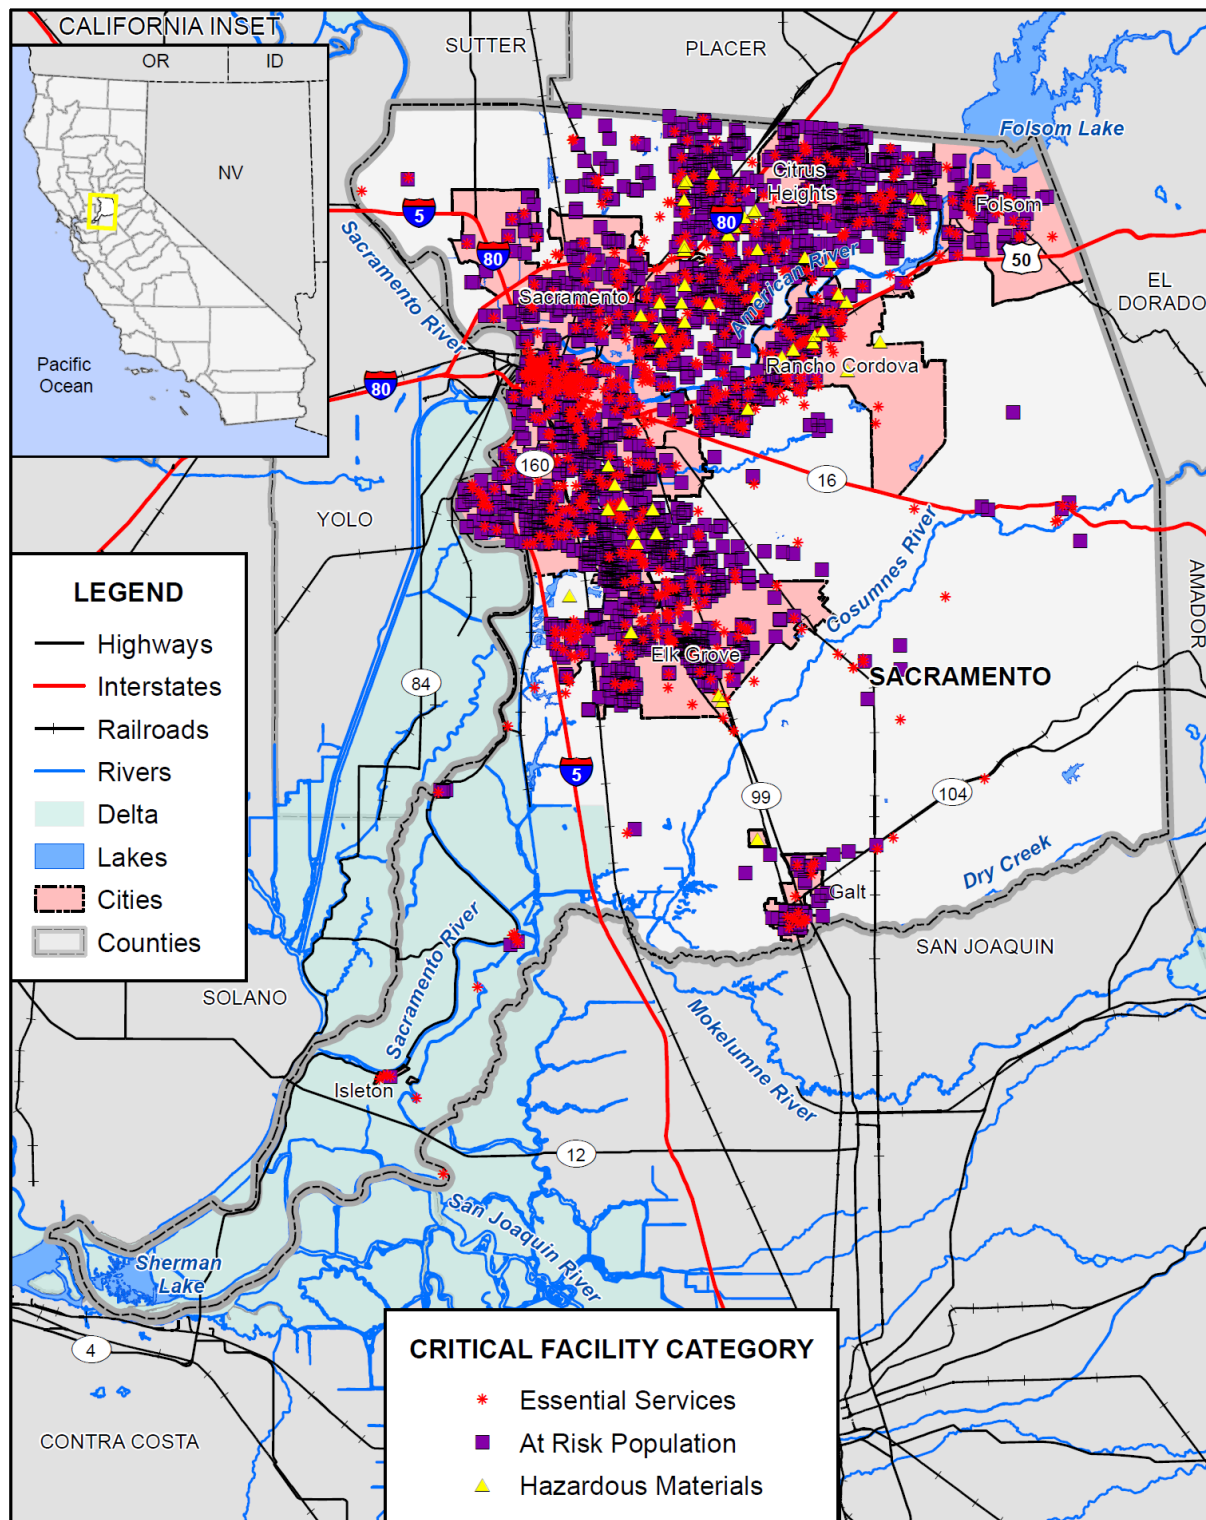 CALIFORNIA INSET
OR
ID
NV
Pacific
Ocean
SUTTER
PLACER
Folsom Lake
Citrus
Heights
Folsom
5
80
80
50
Sacramento River
Sacramento
American River
EL
DORADO
Rancho Cordova
80
160
16
YOLO
Cosumnes River
AMADOR
LEGEND
Highways
Interstates
Railroads
Rivers
Delta
Lakes
Cities
Counties
Elk Grove
SACRAMENTO
84
5
99
104
Dry Creek
Galt
SAN JOAQUIN
SOLANO
Sacramento River
Mokelumne River
Isleton
12
San Joaquin River
Sherman
Lake
4
CONTRA COSTA
CRITICAL FACILITY CATEGORY
Essential Services
At Risk Population
Hazardous Materials